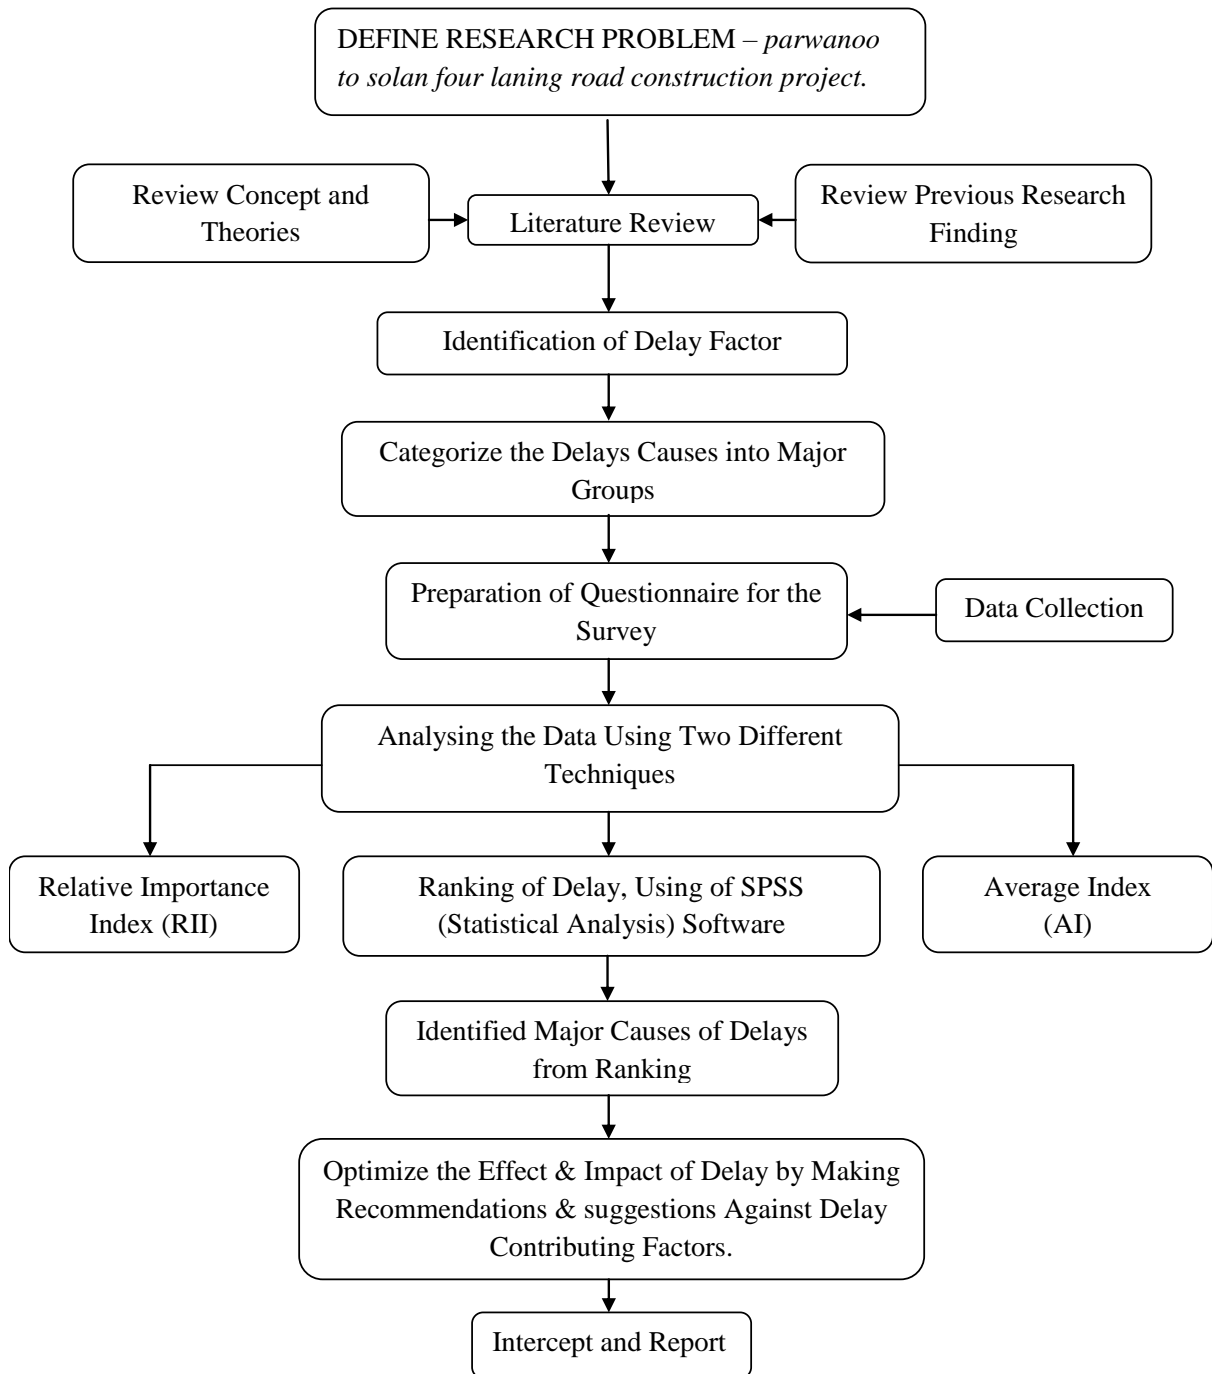 DEFINE RESEARCH PROBLEM – parwanoo
to solan four laning road construction project.
Review Concept and
Theories
Literature Review
Review Previous Research
Finding
Identification of Delay Factor
Categorize the Delays Causes into Major
Groups
Preparation of Questionnaire for the
Survey
Data Collection
Analysing the Data Using Two Different
Techniques
Relative Importance
Index (RII)
Ranking of Delay, Using of SPSS
(Statistical Analysis) Software
Average Index
(AI)
Identified Major Causes of Delays
from Ranking
Optimize the Effect & Impact of Delay by Making
Recommendations & suggestions Against Delay
Contributing Factors.
Intercept and Report